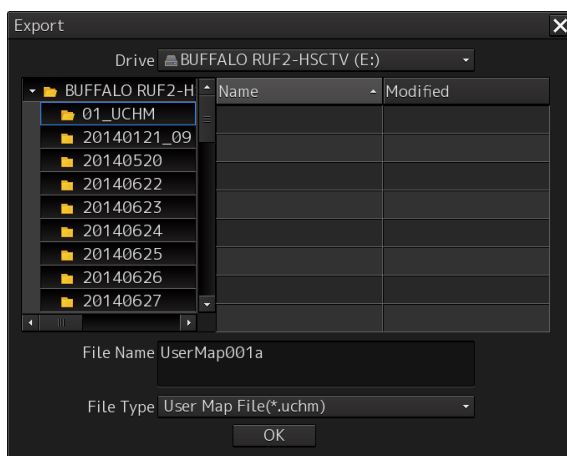 Export
Drive BUFFALO RUF2-HSCTV (E:)
BUFFALO RUF2-H Name Modified
01_UCHM
20140121_09
20140520
20140622
20140623
20140624
20140625
20140626
20140627
File Name UserMap001a
File Type User Map File(*.uchm)
OK